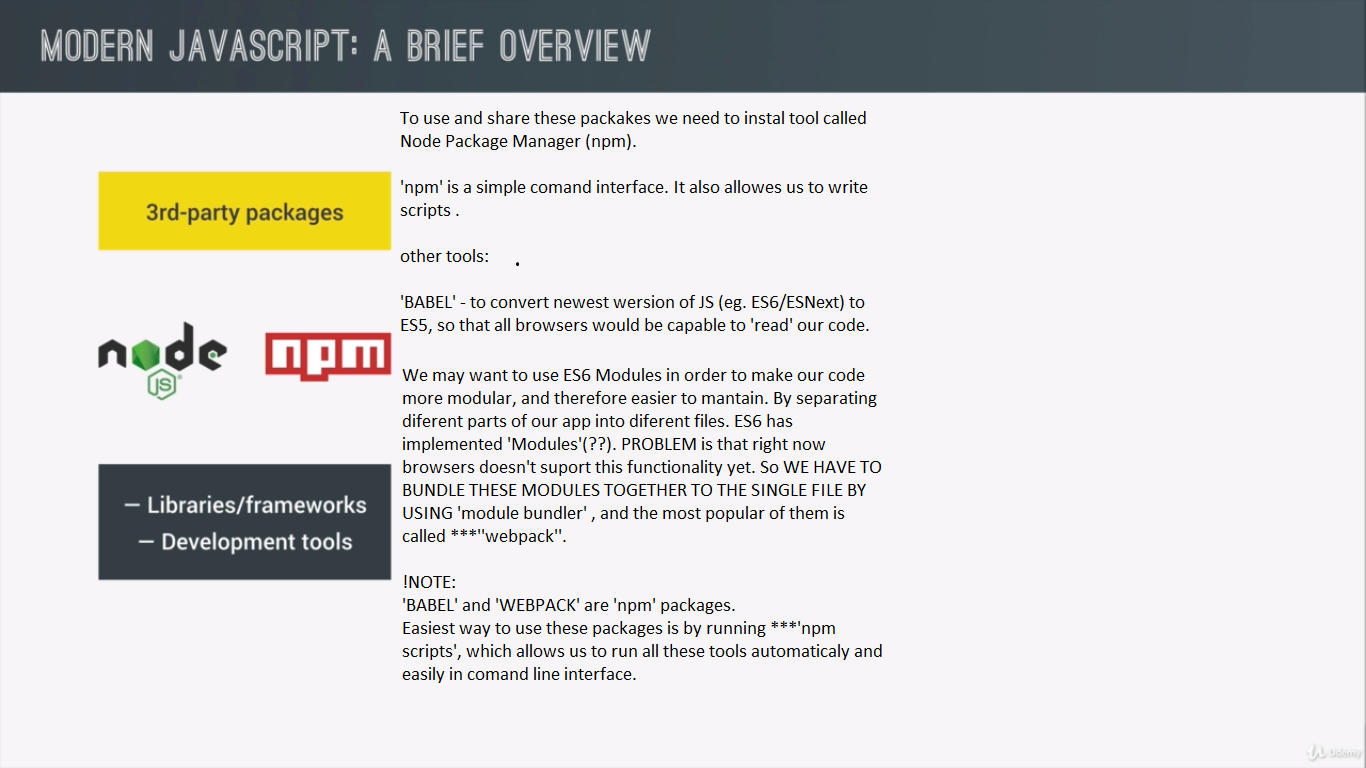 MODERN JAVASCRIPT: A BRIEF OVERVIEW
3rd-party packages
node
JS
npm
– Libraries/frameworks
– Development tools
To use and share these packakes we need to instal tool called
Node Package Manager (npm).
'npm' is a simple comand interface. It also allowes us to write
scripts .
other tools:
.
'BABEL' - to convert newest wersion of JS (eg. ES6/ESNext) to
ES5, so that all browsers would be capable to 'read' our code.
We may want to use ES6 Modules in order to make our code
more modular, and therefore easier to mantain. By separating
diferent parts of our app into diferent files. ES6 has
implemented 'Modules'(??). PROBLEM is that right now
browsers doesn't suport this functionality yet. So WE HAVE TO
BUNDLE THESE MODULES TOGETHER TO THE SINGLE FILE BY
USING 'module bundler' , and the most popular of them is
called ***"webpack".
!NOTE:
'BABEL' and 'WEBPACK' are 'npm' packages.
Easiest way to use these packages is by running ***'npm
scripts', which allows us to run all these tools automaticaly and
easily in comand line interface.
Udemy